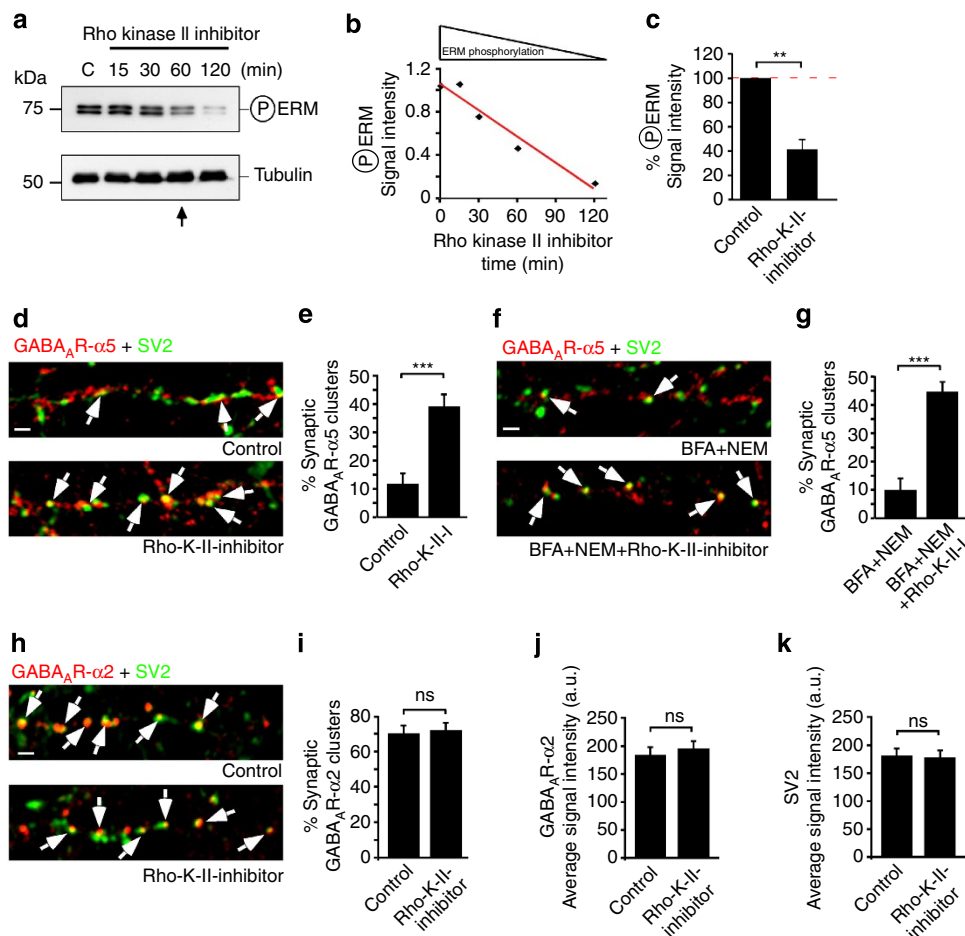 a
Rho kinase II inhibitor
kDa
C 15 30 60 120 (min)
75
P ERM
50
Tubulin
b
ERM phosphorylation
P ERM
Signal intensity
1.2
0.8
0.4
0
0 30 60 90 120
Rho kinase II inhibitor
time (min)
c
% P ERM
Signal intensity
120
100
80
60
40
20
0
**
Control
Rho-K-II-
inhibitor
d
GABAAR-α5 + SV2
Control
Rho-K-II-inhibitor
e
% Synaptic
GABAAR-α5 clusters
50
40
30
20
10
0
***
Control
Rho-K-II-I
f
GABAAR-α5 + SV2
BFA+NEM
BFA+NEM+Rho-K-II-inhibitor
g
% Synaptic
GABAAR-α5 clusters
50
40
30
20
10
0
***
BFA+NEM
BFA+NEM
+Rho-K-II-I
h
GABAAR-α2 + SV2
Control
Rho-K-II-inhibitor
i
% Synaptic
GABAAR-α2 clusters
80
70
60
50
40
30
20
10
0
ns
Control
Rho-K-II-
inhibitor
j
GABAAR-α2
Average signal intensity (a.u.)
250
200
150
100
50
0
ns
Control
Rho-K-II-
inhibitor
k
SV2
Average signal intensity (a.u.)
250
200
150
100
50
0
ns
Control
Rho-K-II-
inhibitor